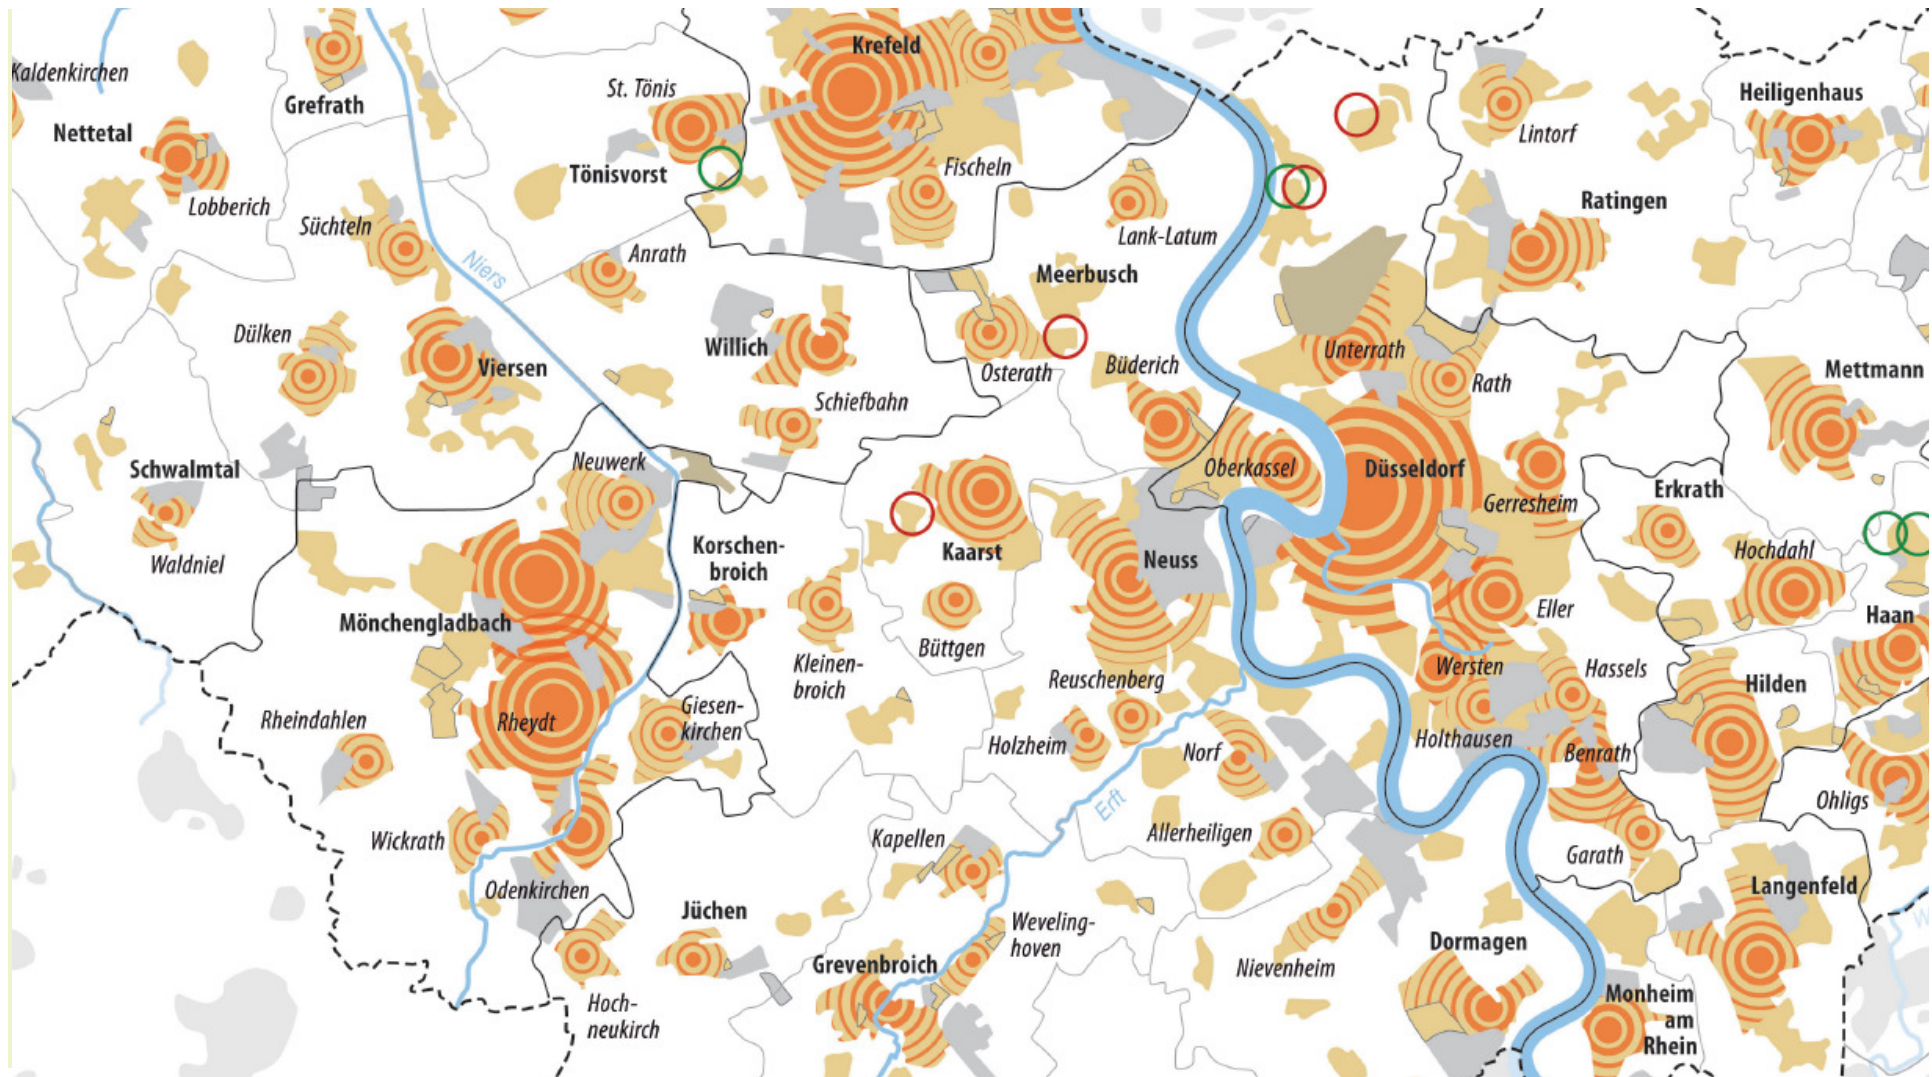 Krefeld
Kaldenkirchen
St. Tönis
Grefrath
Heiligenhaus
Nettetal
Lintorf
Tönisvorst
Fischeln
Lobberich
Ratingen
Süchteln
Lank-Latum
Anrath
Niers
Meerbusch
Dülken
Willich
Unterrath
Viersen
Osterath
Büderich
Rath
Mettmann
Schiefbahn
Neuwerk
Schwalmtal
Oberkassel
Düsseldorf
Erkrath
Gerresheim
Korschen-
broich
Kaarst
Neuss
Hochdahl
Waldniel
Eller
Haan
Mönchengladbach
Büttgen
Kleinen-
broich
Reuschenberg
Wersten
Hassels
Hilden
Rheindahlen
Rheydt
Giesen-
kirchen
Holzheim
Norf
Holthausen
Benrath
Erft
Ohligs
Wickrath
Kapellen
Allerheiligen
Garath
Odenkirchen
Langenfeld
Jüchen
Weveling-
hoven
Dormagen
Grevenbroich
Nievenheim
Hoch-
neukirch
Monheim
am
Rhein